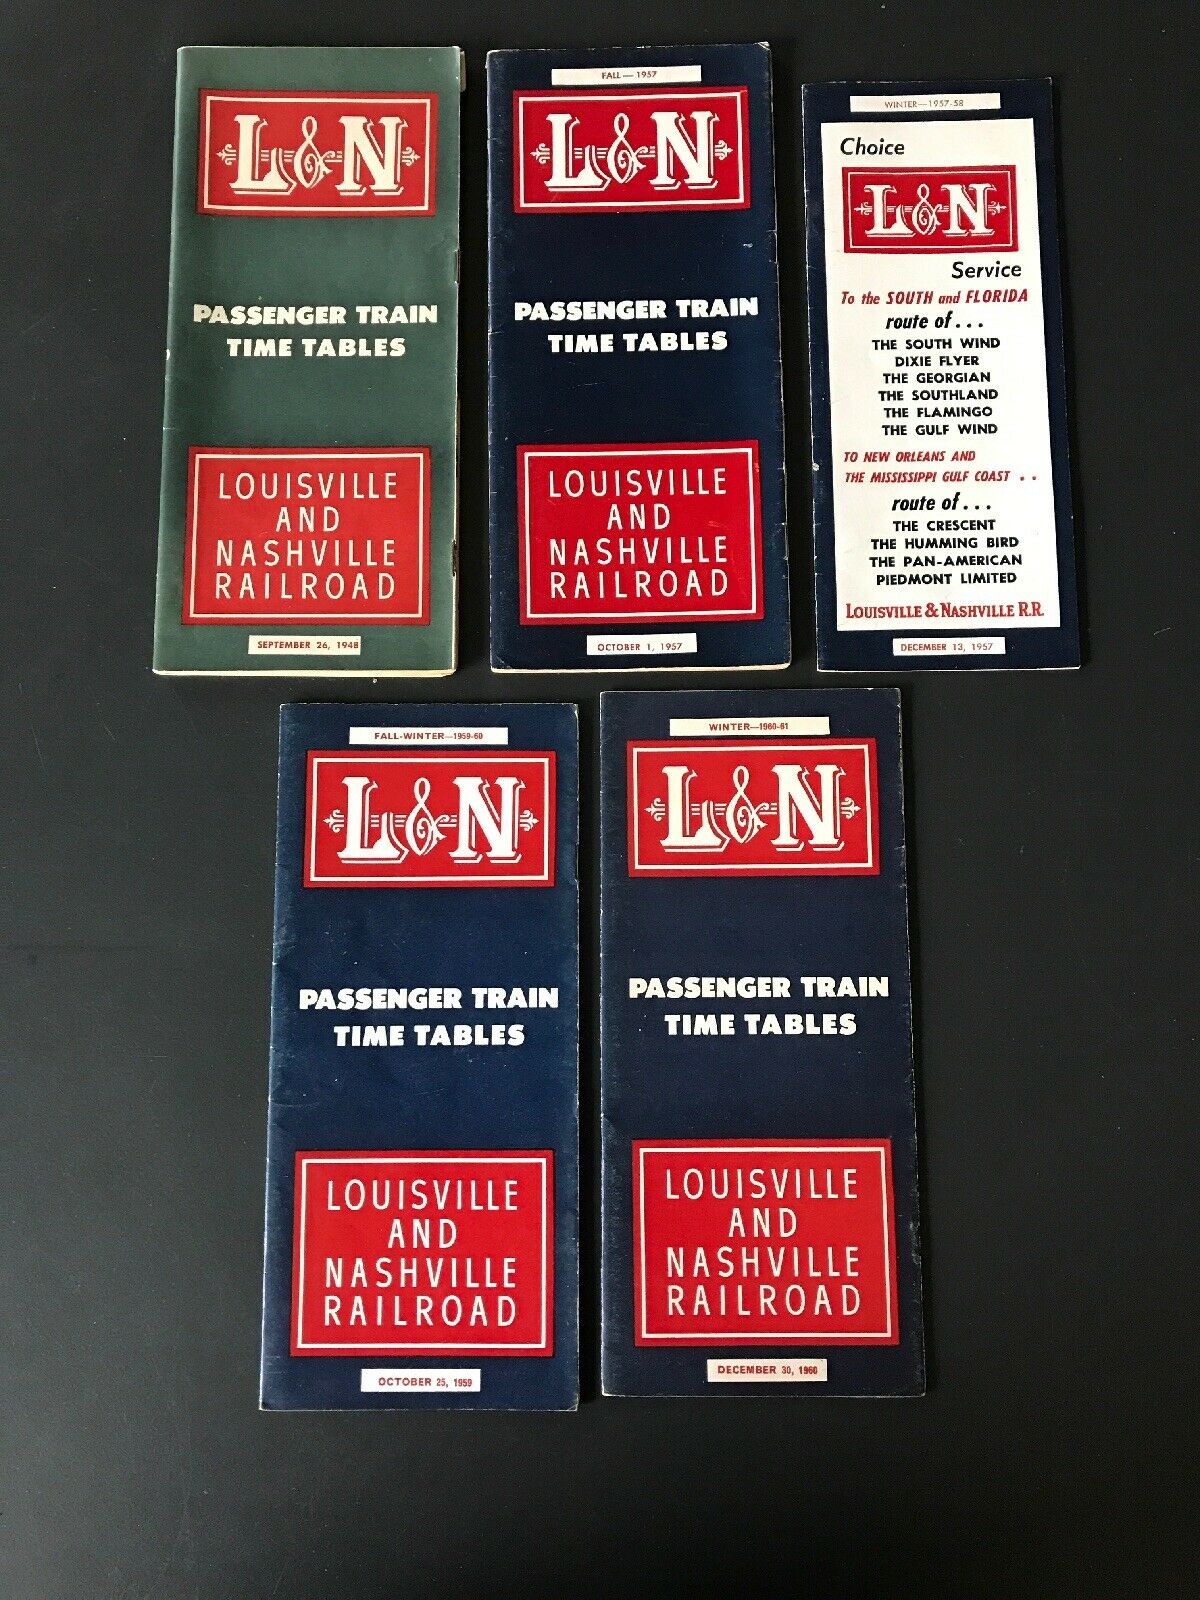 L&N
PASSENGER TRAIN
TIME TABLES
LOUISVILLE
AND
NASHVILLE
RAILROAD
SEPTEMBER 26, 1948
FALL — 1957
L&N
PASSENGER TRAIN
TIME TABLES
LOUISVILLE
AND
NASHVILLE
RAILROAD
OCTOBER 1, 1957
WINTER—1957-58
Choice
L&N
Service
To the SOUTH and FLORIDA
route of...
THE SOUTH WIND
DIXIE FLYER
THE GEORGIAN
THE SOUTHLAND
THE FLAMINGO
THE GULF WIND
TO NEW ORLEANS AND
THE MISSISSIPPI GULF COAST . .
route of...
THE CRESCENT
THE HUMMING BIRD
THE PAN-AMERICAN
PIEDMONT LIMITED
LOUISVILLE & NASHVILLE R.R.
DECEMBER 13, 1957
FALL-WINTER—1959-60
L&N
PASSENGER TRAIN
TIME TABLES
LOUISVILLE
AND
NASHVILLE
RAILROAD
OCTOBER 25, 1959
WINTER—1960-61
L&N
PASSENGER TRAIN
TIME TABLES
LOUISVILLE
AND
NASHVILLE
RAILROAD
DECEMBER 30, 1960